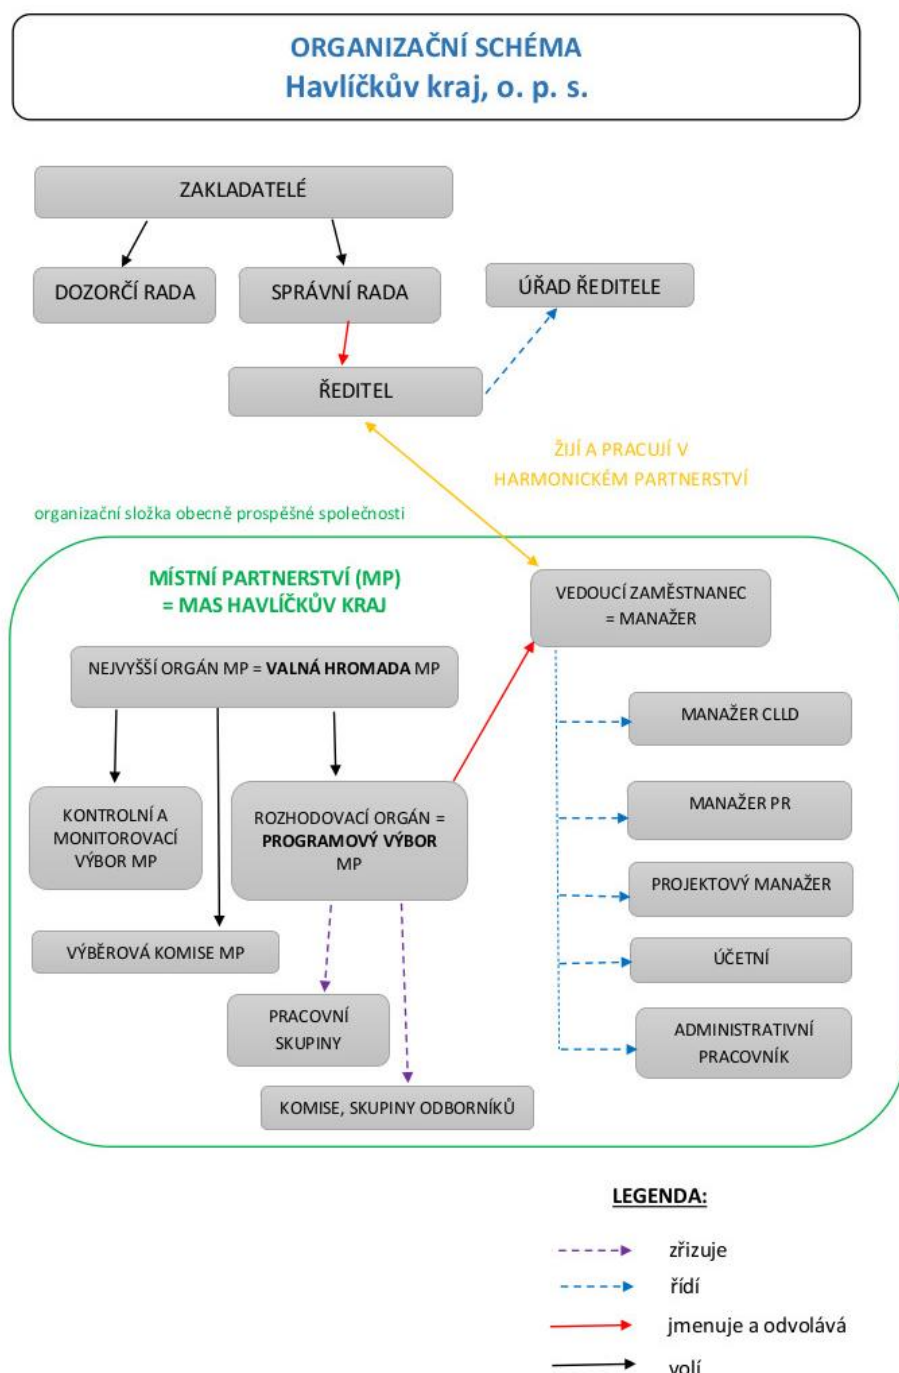 ORGANIZAČNÍ SCHÉMA
Havlíčkův kraj, o. p. s.
ZAKLADATELÉ
DOZORČÍ RADA
SPRÁVNÍ RADA
ÚŘAD ŘEDITELE
ŘEDITEL
ŽIJÍ A PRACUJÍ V
HARMONICKÉM PARTNERSTVÍ
organizační složka obecně prospěšné společnosti
MÍSTNÍ PARTNERSTVÍ (MP)
= MAS HAVLÍČKŮV KRAJ
VEDOUCÍ ZAMĚSTNANEC
= MANAŽER
NEJVYŠŠÍ ORGÁN MP = VALNÁ HROMADA MP
MANAŽER CLLD
KONTROLNÍ A
MONITOROVACÍ
VÝBOR MP
ROZHODOVACÍ ORGÁN =
PROGRAMOVÝ VÝBOR
MP
MANAŽER PR
PROJEKTOVÝ MANAŽER
VÝBĚROVÁ KOMISE MP
ÚČETNÍ
PRACOVNÍ
SKUPINY
ADMINISTRATIVNÍ
PRACOVNÍK
KOMISE, SKUPINY ODBORNÍKŮ
LEGENDA:
zřizuje
řídí
jmenuje a odvolává
volí